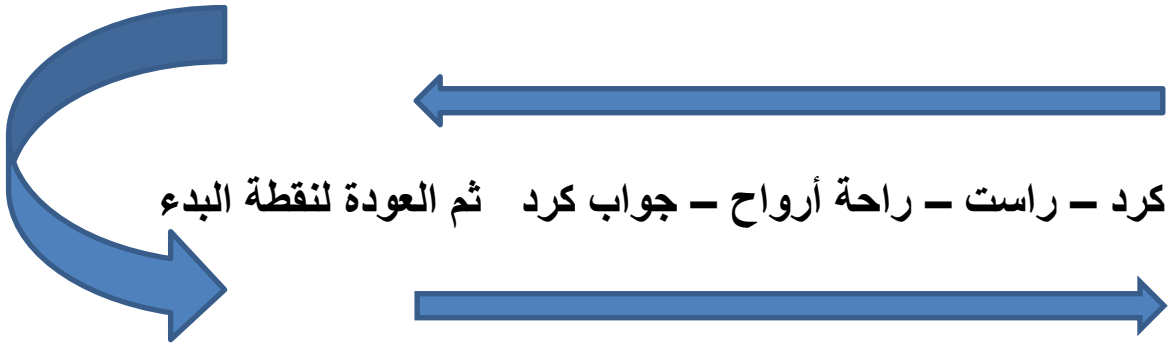 كرد – راست – راحة أرواح – جواب كرد ثم العودة لنقطة البدء